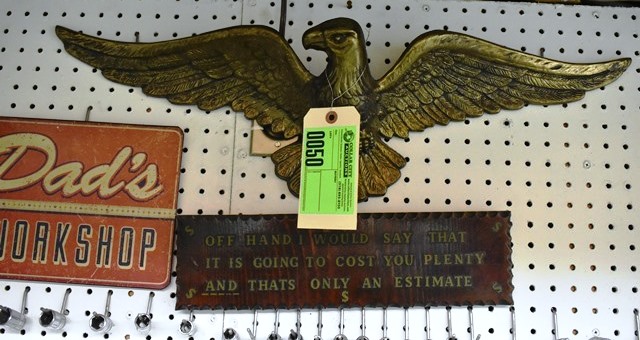 0050
Dad's
WORKSHOP
OFF HAND I WOULD SAY THAT
IT IS GOING TO COST YOU PLENTY
AND THATS ONLY AN ESTIMATE
$